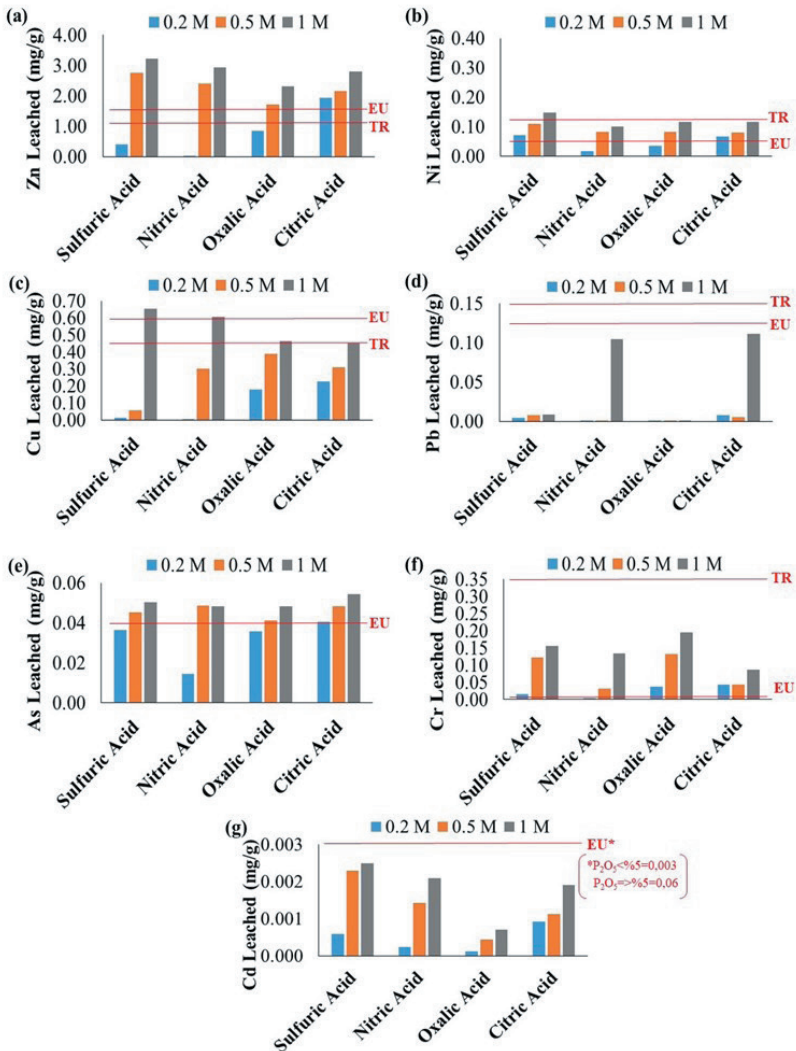 (a)
0.2 M 0.5 M 1 M
Zn Leached (mg/g)
4.00
3.00
2.00
1.00
0.00
EU
TR
Sulfuric Acid
Nitric Acid
Oxalic Acid
Citric Acid
(b)
0.2 M 0.5 M 1 M
Ni Leached (mg/g)
0.40
0.30
0.20
0.10
0.00
TR
EU
Sulfuric Acid
Nitric Acid
Oxalic Acid
Citric Acid
(c)
0.2 M 0.5 M 1 M
Cu Leached (mg/g)
0.70
0.60
0.50
0.40
0.30
0.20
0.10
0.00
EU
TR
Sulfuric Acid
Nitric Acid
Oxalic Acid
Citric Acid
(d)
0.2 M 0.5 M 1 M
Pb Leached (mg/g)
0.15
0.10
0.05
0.00
TR
EU
Sulfuric Acid
Nitric Acid
Oxalic Acid
Citric Acid
(e)
0.2 M 0.5 M 1 M
As Leached (mg/g)
0.06
0.04
0.02
0.00
EU
Sulfuric Acid
Nitric Acid
Oxalic Acid
Citric Acid
(f)
0.2 M 0.5 M 1 M
Cr Leached (mg/g)
0.35
0.30
0.25
0.20
0.15
0.10
0.05
0.00
TR
EU
Sulfuric Acid
Nitric Acid
Oxalic Acid
Citric Acid
(g)
0.2 M 0.5 M 1 M
Cd Leached (mg/g)
0.003
0.002
0.001
0.000
EU*
*P₂O₅<%5=0,003
P₂O₅=>%5=0,06
Sulfuric Acid
Nitric Acid
Oxalic Acid
Citric Acid